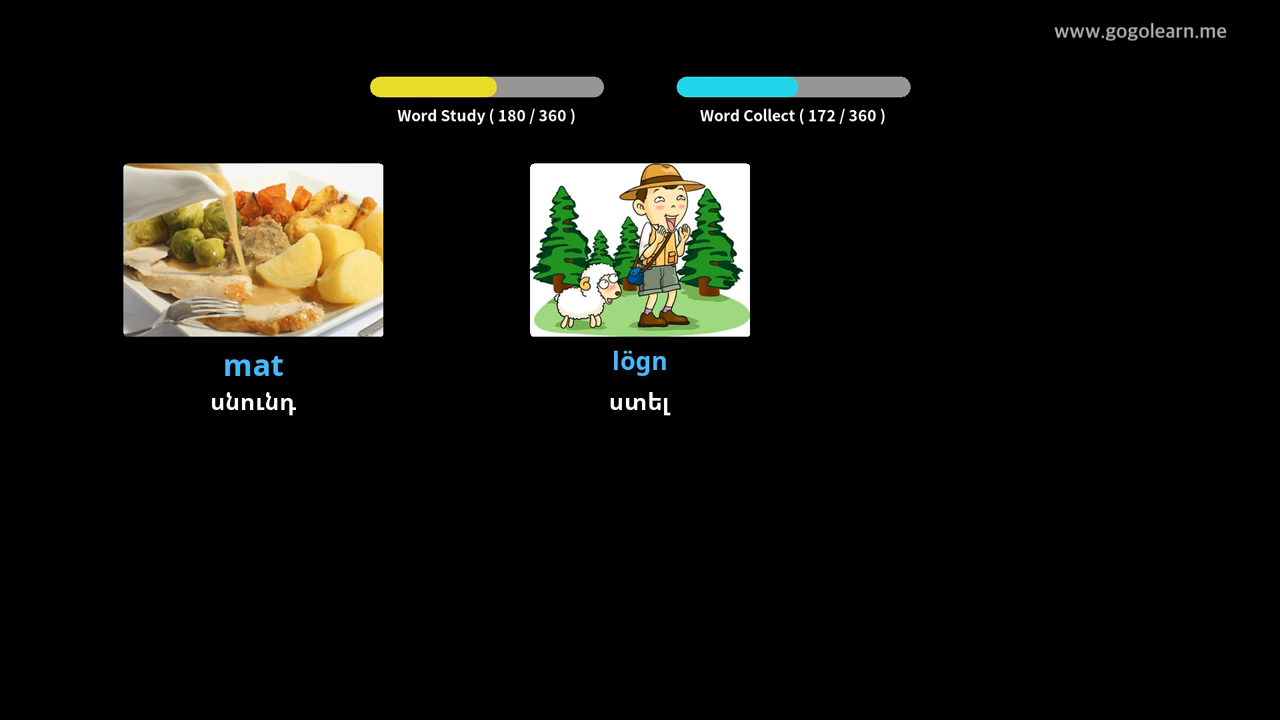 www.gogolearn.me
Word Study ( 180 / 360 )
Word Collect ( 172 / 360 )
mat
սնունդ
lögn
ստել